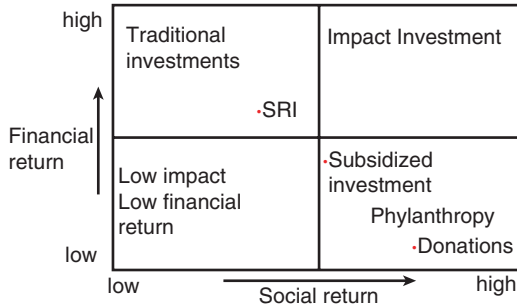 high
Traditional
investments
Impact Investment
SRI
Financial
return
Low impact
Low financial
return
Subsidized
investment
Phylanthropy
Donations
low
low
Social return
high